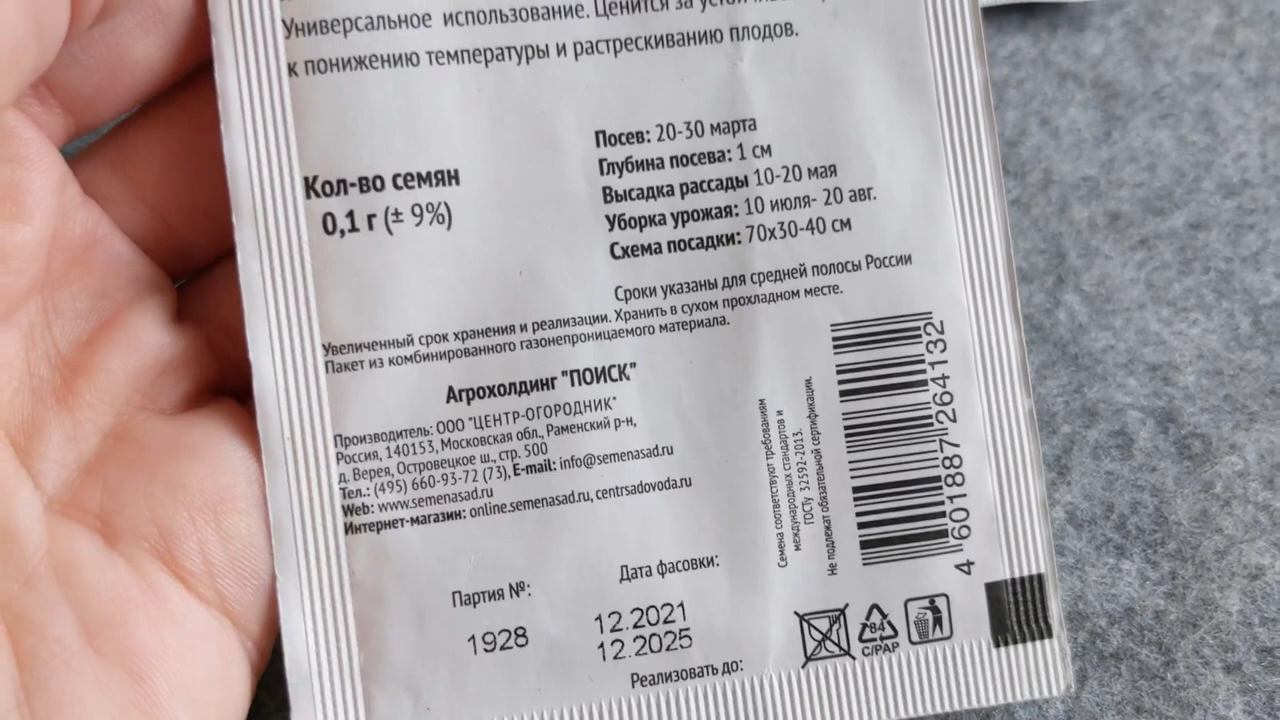 Универсальное использование. Ценится за
к понижению температуры и растрескиванию плодов.
Кол-во семян
0,1 г (± 9%)
Посев: 20-30 марта
Глубина посева: 1 см
Высадка рассады 10-20 мая
Уборка урожая: 10 июля- 20 авг.
Схема посадки: 70x30-40 см
Сроки указаны для средней полосы России
Увеличенный срок хранения и реализации. Хранить в сухом прохладном месте.
Пакет из комбинированного газонепроницаемого материала.
Агрохолдинг "ПОИСК"
Производитель: ООО "ЦЕНТР-ОГОРОДНИК"
Россия, 140153, Московская обл., Раменский р-н,
д. Верея, Островецкое ш., стр. 500
Тел.: (495) 660-93-72 (73), E-mail: info@semenasad.ru
Web: www.semenasad.ru
Интернет-магазин: online.semenasad.ru, centrsadovoda.ru
Семена соответствуют требованиям
международных стандартов и
ГОСТу 32592-2013.
Не подлежат обязательной сертификации.
4 601887 264132
Партия №:
1928
Дата фасовки:
12.2021
12.2025
Реализовать до:
84
C/PAP